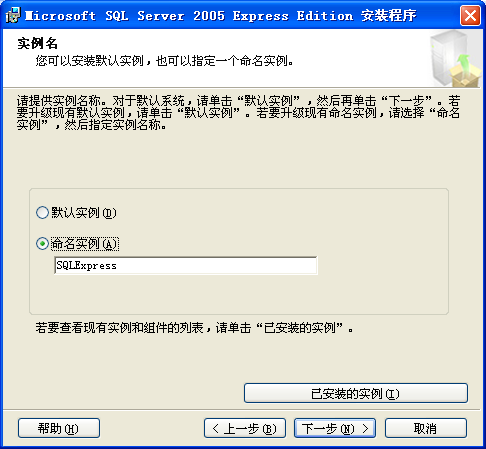 Microsoft SQL Server 2005 Express Edition 安装程序
实例名
您可以安装默认实例，也可以指定一个命名实例。
请提供实例名称。对于默认系统，请单击“默认实例”，然后再单击“下一步”。若
要升级现有默认实例，请单击“默认实例”。若要升级现有命名实例，请选择“命名
实例”，然后指定实例名称。
默认实例(D)
命名实例(A)
SQLExpress
若要查看现有实例和组件的列表，请单击“已安装的实例”。
已安装的实例(I)
帮助(H)
< 上一步(B)
下一步(N) >
取消